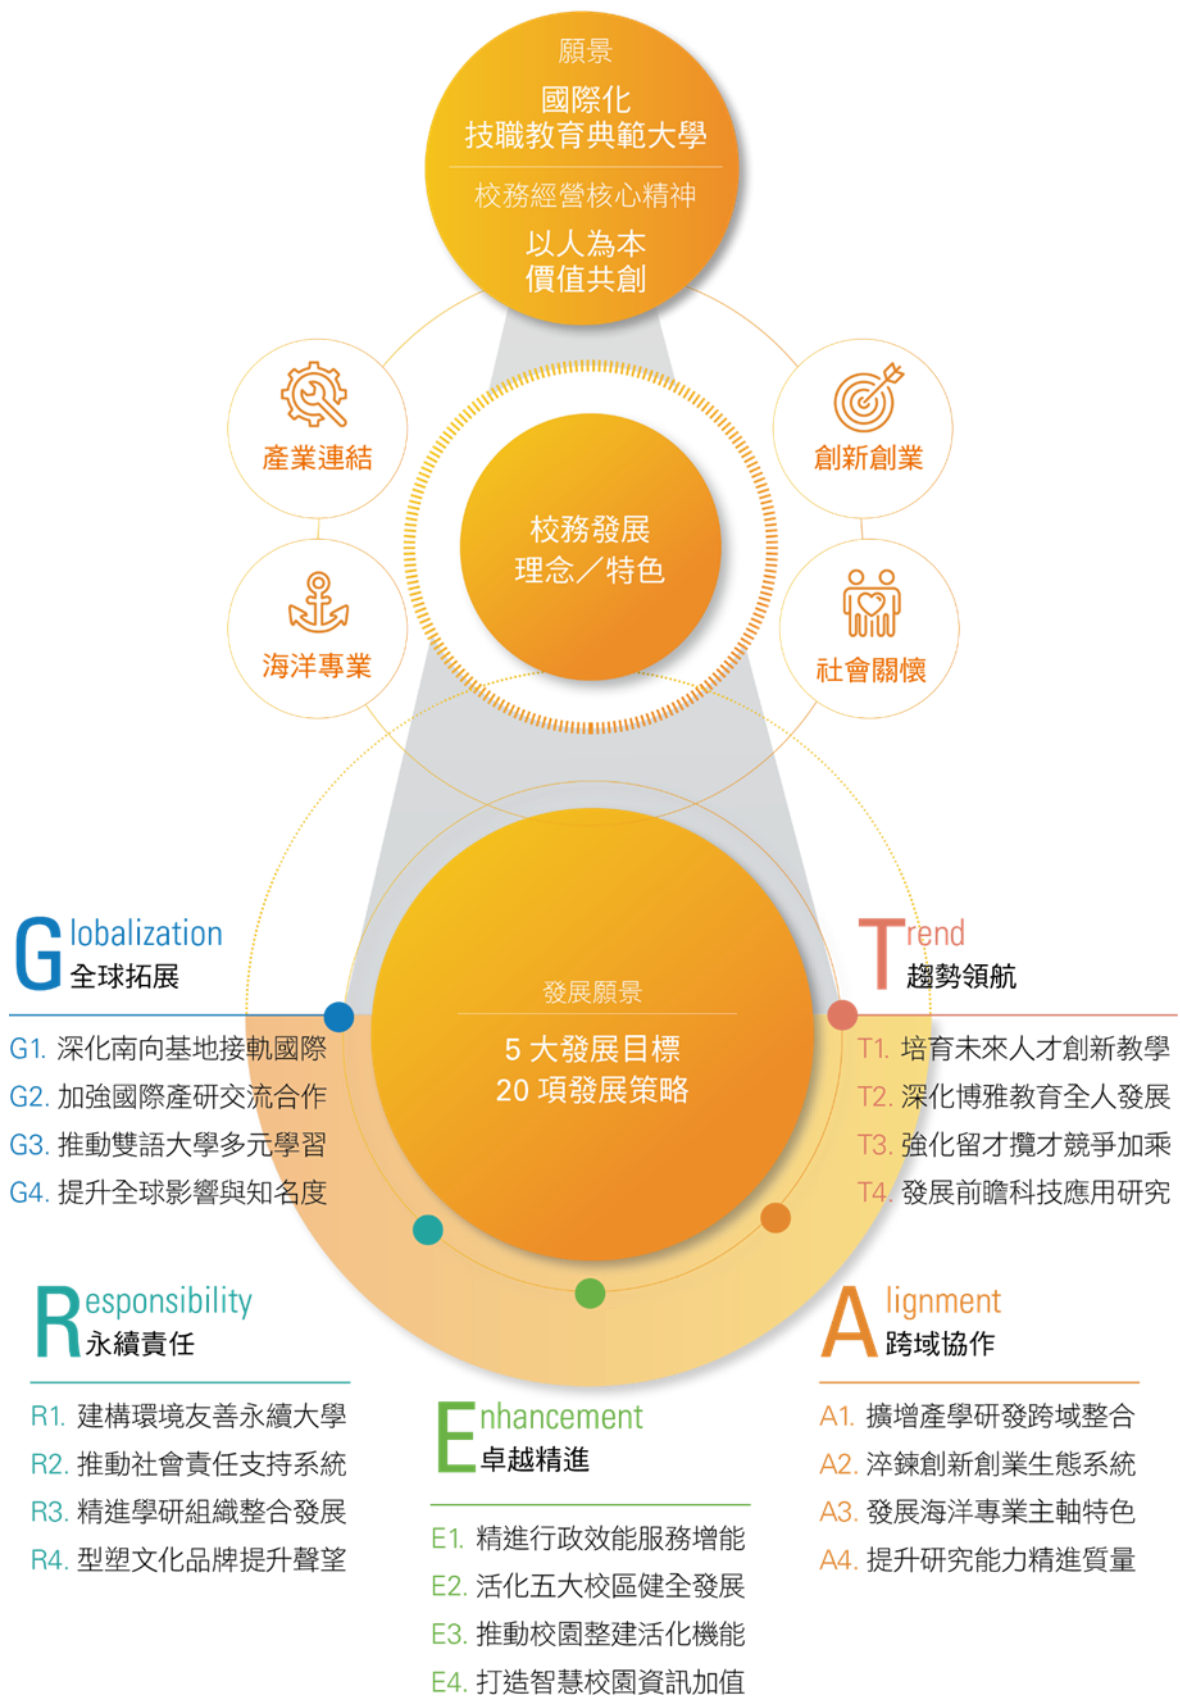 願景
國際化
技職教育典範大學
校務經營核心精神
以人為本
價值共創
產業連結
創新創業
海洋專業
社會關懷
校務發展
理念／特色
發展願景
5 大發展目標
20 項發展策略
Globalization
全球拓展
G1. 深化南向基地接軌國際
G2. 加強國際產研交流合作
G3. 推動雙語大學多元學習
G4. 提升全球影響與知名度
Responsibility
永續責任
R1. 建構環境友善永續大學
R2. 推動社會責任支持系統
R3. 精進學研組織整合發展
R4. 型塑文化品牌提升聲望
Enhancement
卓越精進
E1. 精進行政效能服務增能
E2. 活化五大校區健全發展
E3. 推動校園整建活化機能
E4. 打造智慧校園資訊加值
Alignment
跨域協作
A1. 擴增產學研發跨域整合
A2. 淬鍊創新創業生態系統
A3. 發展海洋專業主軸特色
A4. 提升研究能力精進質量
Trend
趨勢領航
T1. 培育未來人才創新教學
T2. 深化博雅教育全人發展
T3. 強化留才攬才競爭加乘
T4. 發展前瞻科技應用研究